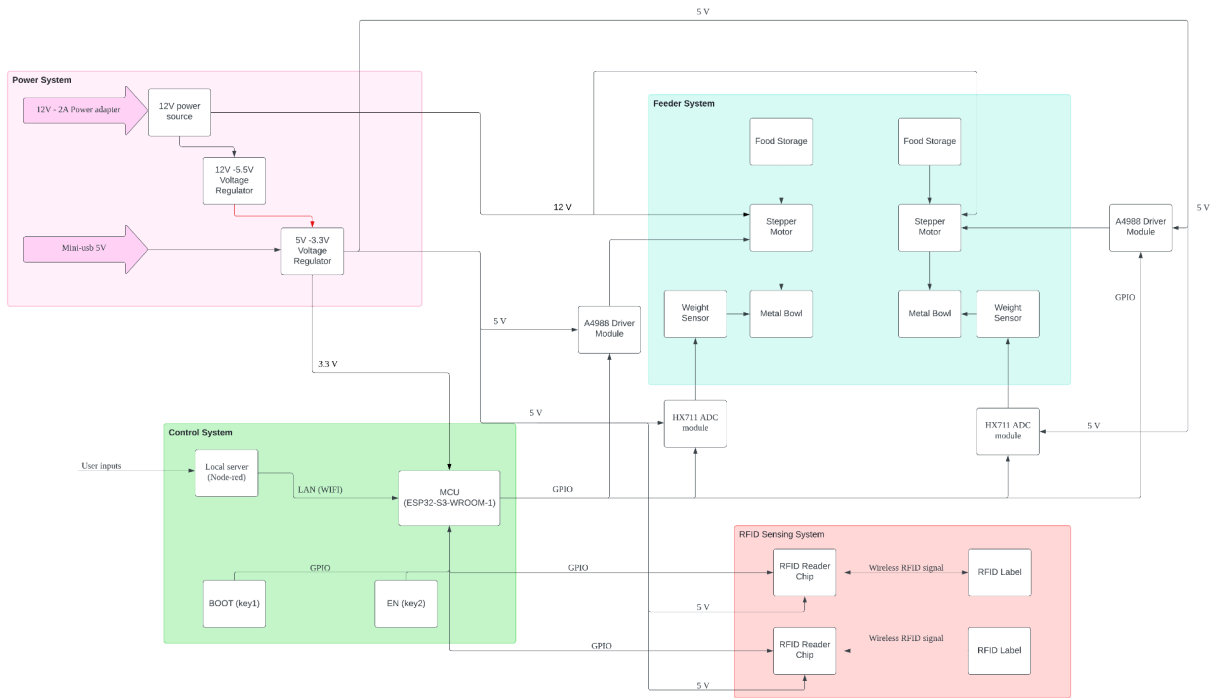 5 V
Power System
12V - 2A Power adapter
12V power
source
12V -5.5V
Voltage
Regulator
Mini-usb 5V
5V -3.3V
Voltage
Regulator
Feeder System
Food Storage
Food Storage
12 V
Stepper
Motor
Stepper
Motor
A4988 Driver
Module
5 V
GPIO
Weight
Sensor
Metal Bowl
Metal Bowl
Weight
Sensor
5 V
A4988 Driver
Module
3.3 V
5 V
HX711 ADC
module
HX711 ADC
module
5 V
Control System
User inputs
Local server
(Node-red)
LAN (WIFI)
MCU
(ESP32-S3-WROOM-1)
GPIO
GPIO
BOOT (key1)
EN (key2)
RFID Sensing System
GPIO
RFID Reader
Chip
Wireless RFID signal
RFID Label
5 V
GPIO
RFID Reader
Chip
Wireless RFID signal
RFID Label
5 V